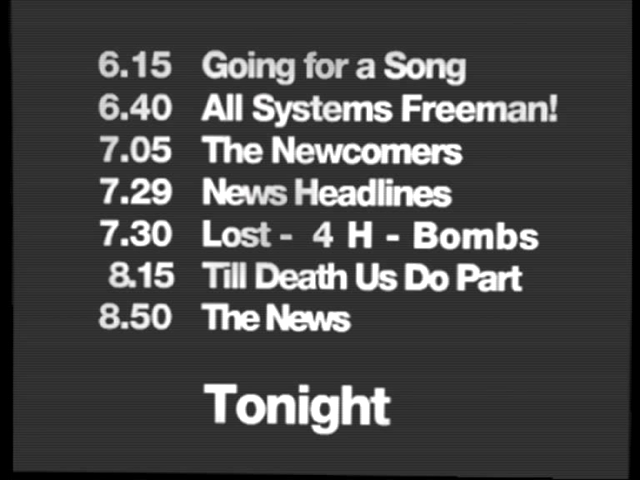 6.15 Going for a Song
6.40 All Systems Freeman!
7.05 The Newcomers
7.29 News Headlines
7.30 Lost - 4 H - Bombs
8.15 Till Death Us Do Part
8.50 The News
Tonight